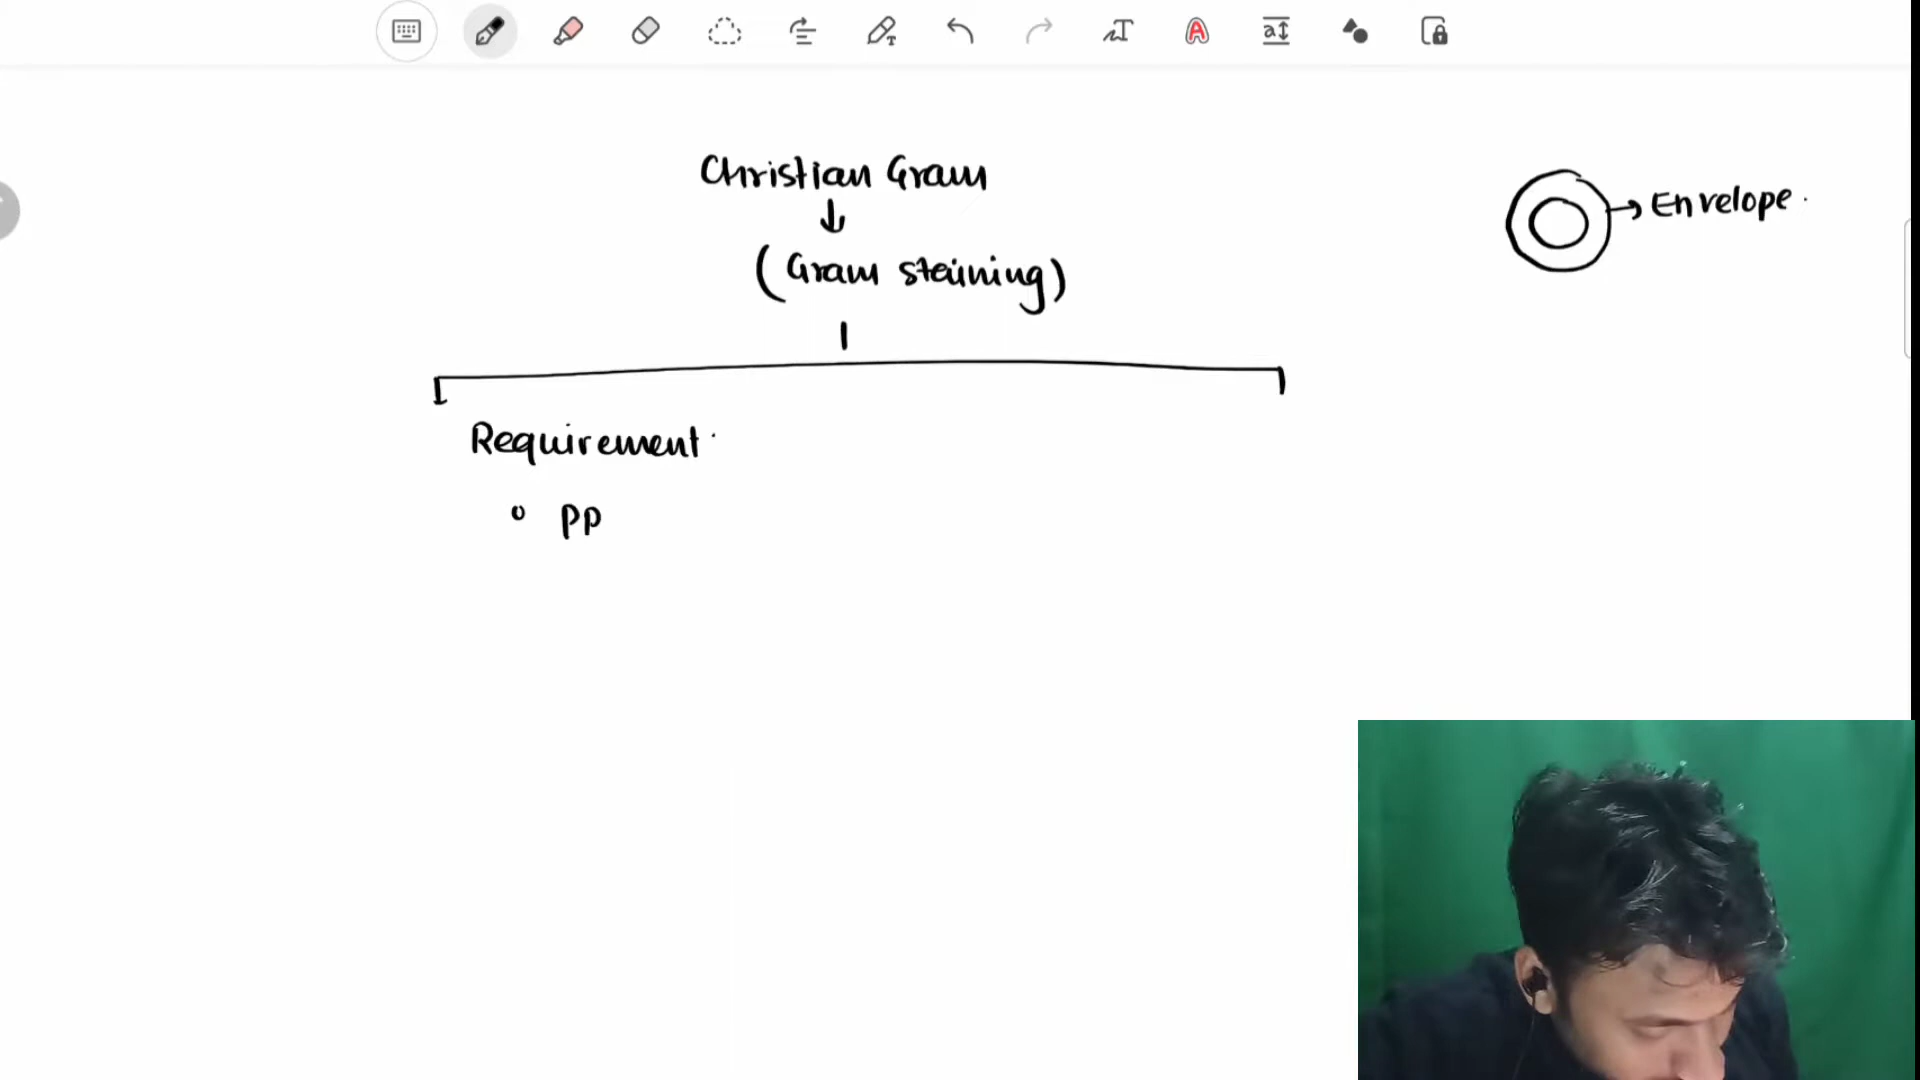 Christian Gram
↓
(Gram staining)
Requirement.
pp
→ Envelope.